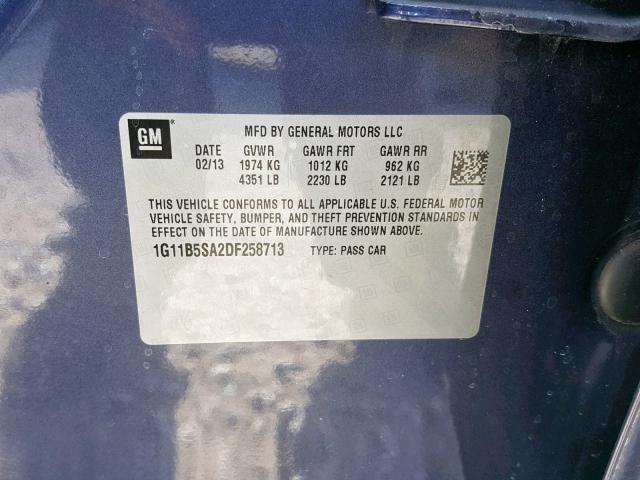 GM ®
MFD BY GENERAL MOTORS LLC
DATE GVWR GAWR FRT GAWR RR
02/13 1974 KG 1012 KG 962 KG
4351 LB 2230 LB 2121 LB
THIS VEHICLE CONFORMS TO ALL APPLICABLE U.S. FEDERAL MOTOR
VEHICLE SAFETY, BUMPER, AND THEFT PREVENTION STANDARDS IN
EFFECT ON THE DATE OF MANUFACTURE SHOWN ABOVE.
1G11B5SA2DF258713 TYPE: PASS CAR